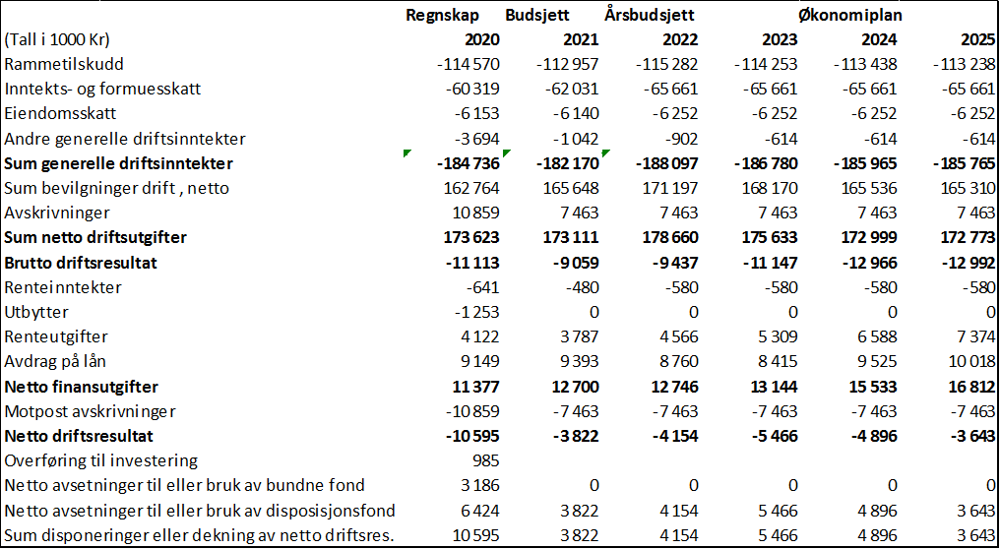 Regnskap Budsjett Årsbudsjett Økonomiplan
(Tall i 1000 Kr) 2020 2021 2022 2023 2024 2025
Rammetilskudd -114 570 -112 957 -115 282 -114 253 -113 438 -113 238
Inntekts- og formuesskatt -60 319 -62 031 -65 661 -65 661 -65 661 -65 661
Eiendomsskatt -6 153 -6 140 -6 252 -6 252 -6 252 -6 252
Andre generelle driftsinntekter -3 694 -1 042 -902 -614 -614 -614
Sum generelle driftsinntekter -184 736 -182 170 -188 097 -186 780 -185 965 -185 765
Sum bevilgninger drift , netto 162 764 165 648 171 197 168 170 165 536 165 310
Avskrivninger 10 859 7 463 7 463 7 463 7 463 7 463
Sum netto driftsutgifter 173 623 173 111 178 660 175 633 172 999 172 773
Brutto driftsresultat -11 113 -9 059 -9 437 -11 147 -12 966 -12 992
Renteinntekter -641 -480 -580 -580 -580 -580
Utbytter -1 253 0 0 0 0 0
Renteutgifter 4 122 3 787 4 566 5 309 6 588 7 374
Avdrag på lån 9 149 9 393 8 760 8 415 9 525 10 018
Netto finansutgifter 11 377 12 700 12 746 13 144 15 533 16 812
Motpost avskrivninger -10 859 -7 463 -7 463 -7 463 -7 463 -7 463
Netto driftsresultat -10 595 -3 822 -4 154 -5 466 -4 896 -3 643
Overføring til investering 985
Netto avsetninger til eller bruk av bundne fond 3 186 0 0 0 0 0
Netto avsetninger til eller bruk av disposisjonsfond 6 424 3 822 4 154 5 466 4 896 3 643
Sum disponeringer eller dekning av netto driftsres. 10 595 3 822 4 154 5 466 4 896 3 643